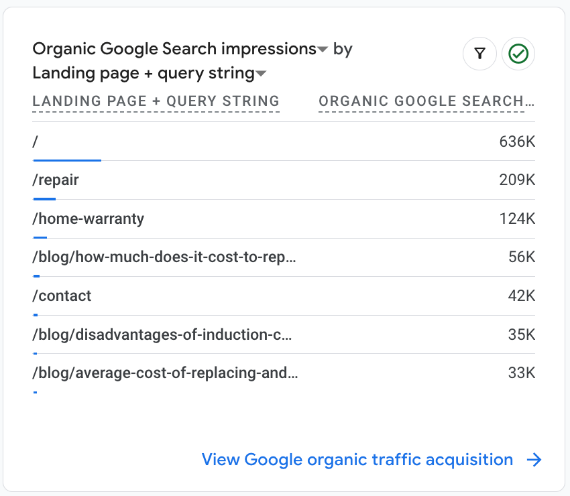 Organic Google Search impressions by
Landing page + query string
LANDING PAGE + QUERY STRING ORGANIC GOOGLE SEARCH...
/ 636K
/repair 209K
/home-warranty 124K
/blog/how-much-does-it-cost-to-rep... 56K
/contact 42K
/blog/disadvantages-of-induction-c... 35K
/blog/average-cost-of-replacing-and... 33K
View Google organic traffic acquisition